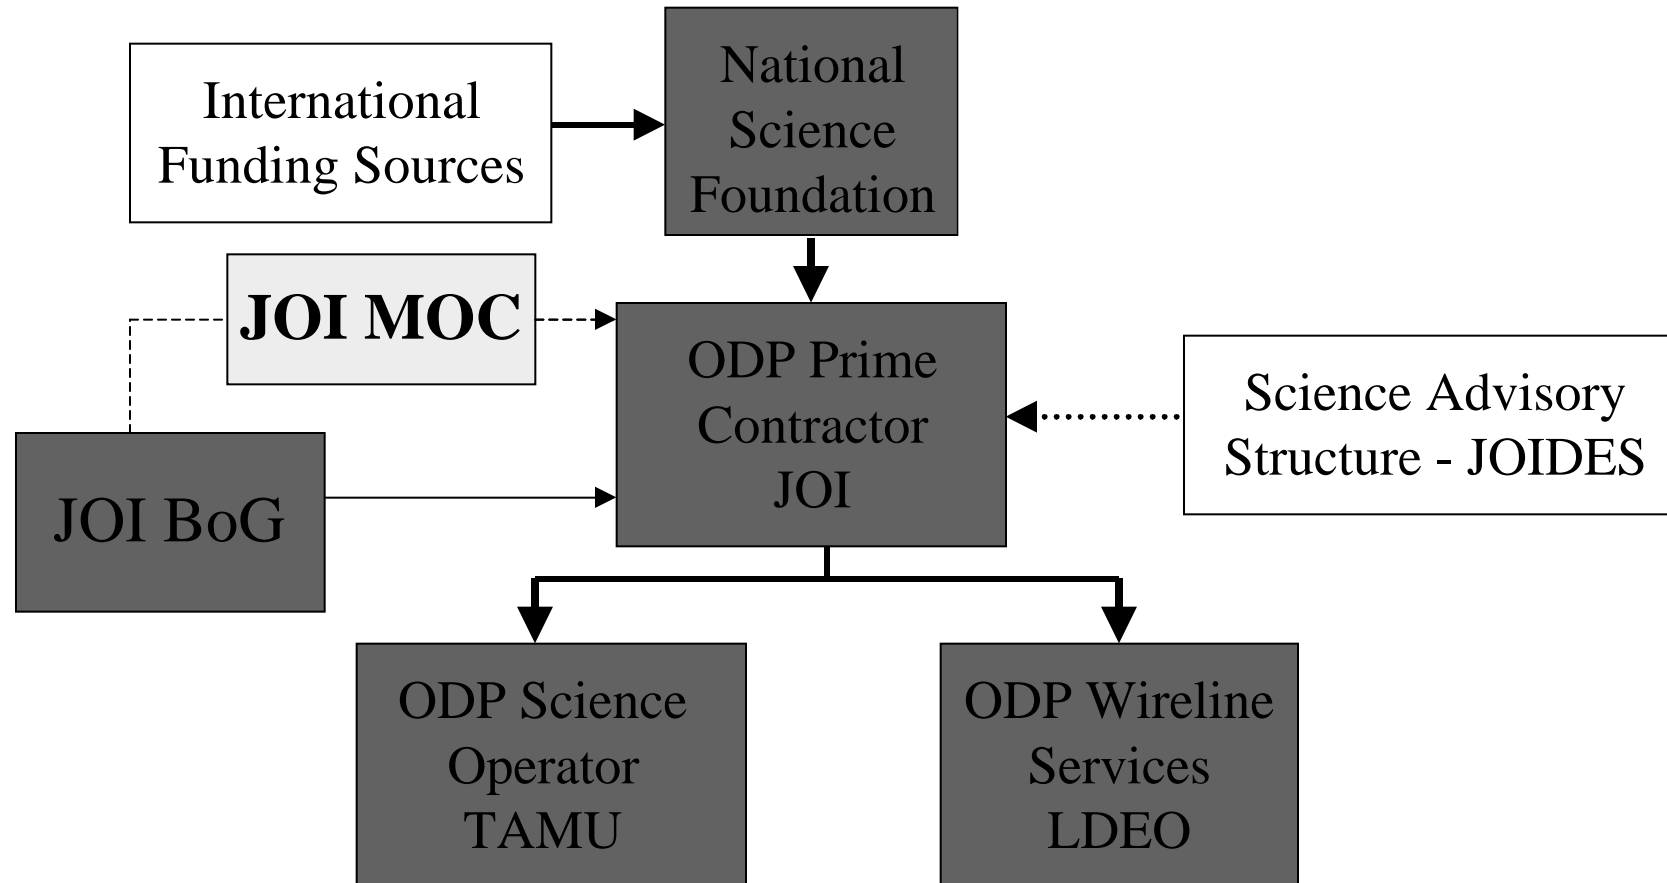 International
Funding Sources
National
Science
Foundation
JOI MOC
ODP Prime
Contractor
JOI
Science Advisory
Structure - JOIDES
JOI BoG
ODP Science
Operator
TAMU
ODP Wireline
Services
LDEO